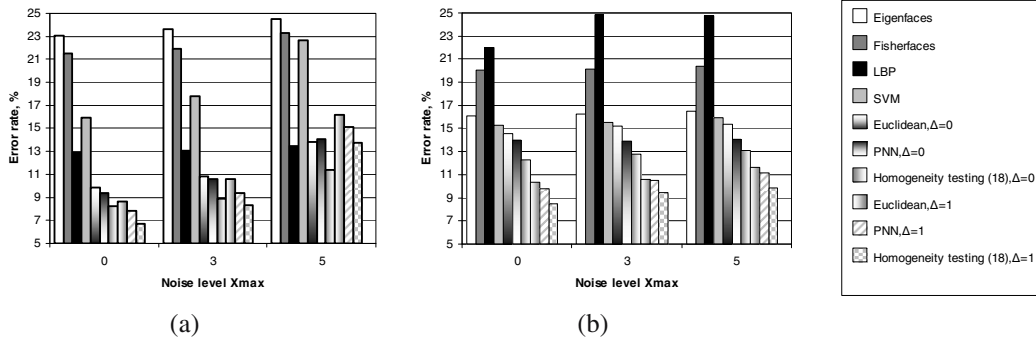 25
23
21
19
17
15
13
11
9
7
5
Error rate, %
0 3 5
Noise level Xmax
(a)
25
23
21
19
17
15
13
11
9
7
5
Error rate, %
0 3 5
Noise level Xmax
(b)
Eigenfaces
Fisherfaces
LBP
SVM
Euclidean,Δ=0
PNN,Δ=0
Homogeneity testing (18),Δ=0
Euclidean,Δ=1
PNN,Δ=1
Homogeneity testing (18),Δ=1